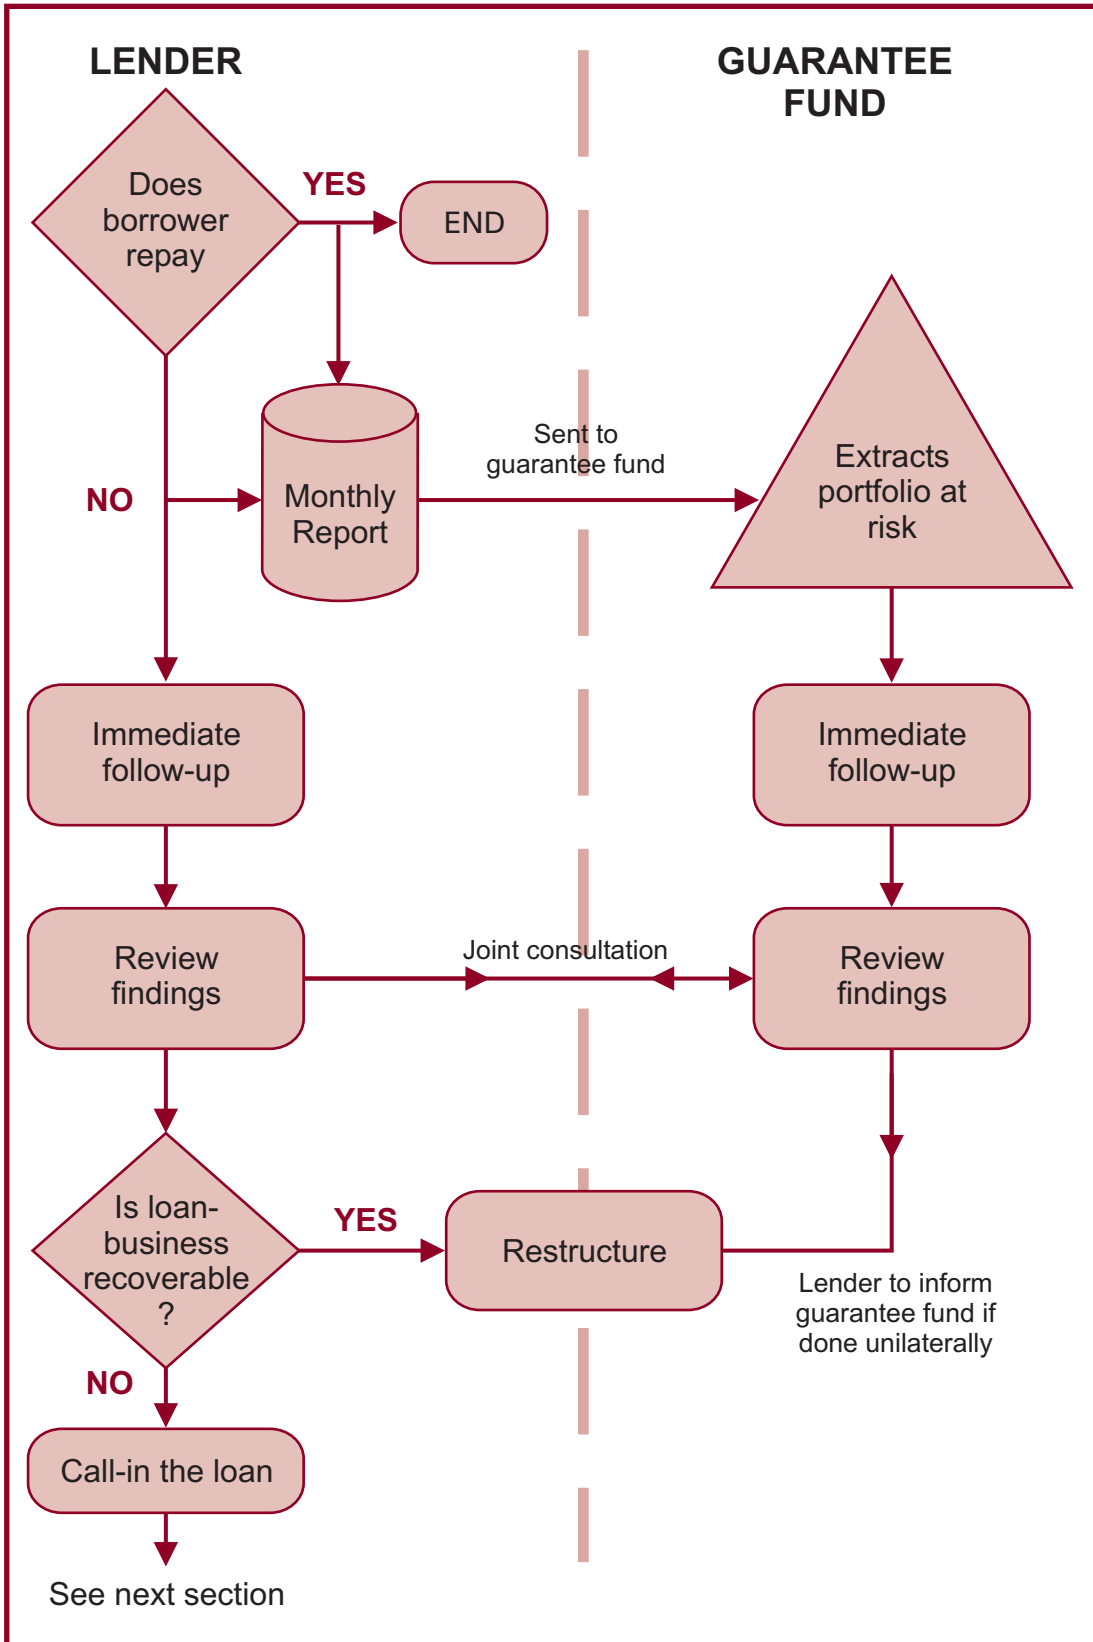 LENDER
GUARANTEE
FUND
Does
borrower
repay
YES
END
NO
Monthly
Report
Sent to
guarantee fund
Extracts
portfolio at
risk
Immediate
follow-up
Immediate
follow-up
Review
findings
Joint consultation
Review
findings
Is loan-
business
recoverable
?
YES
Restructure
Lender to inform
guarantee fund if
done unilaterally
NO
Call-in the loan
See next section